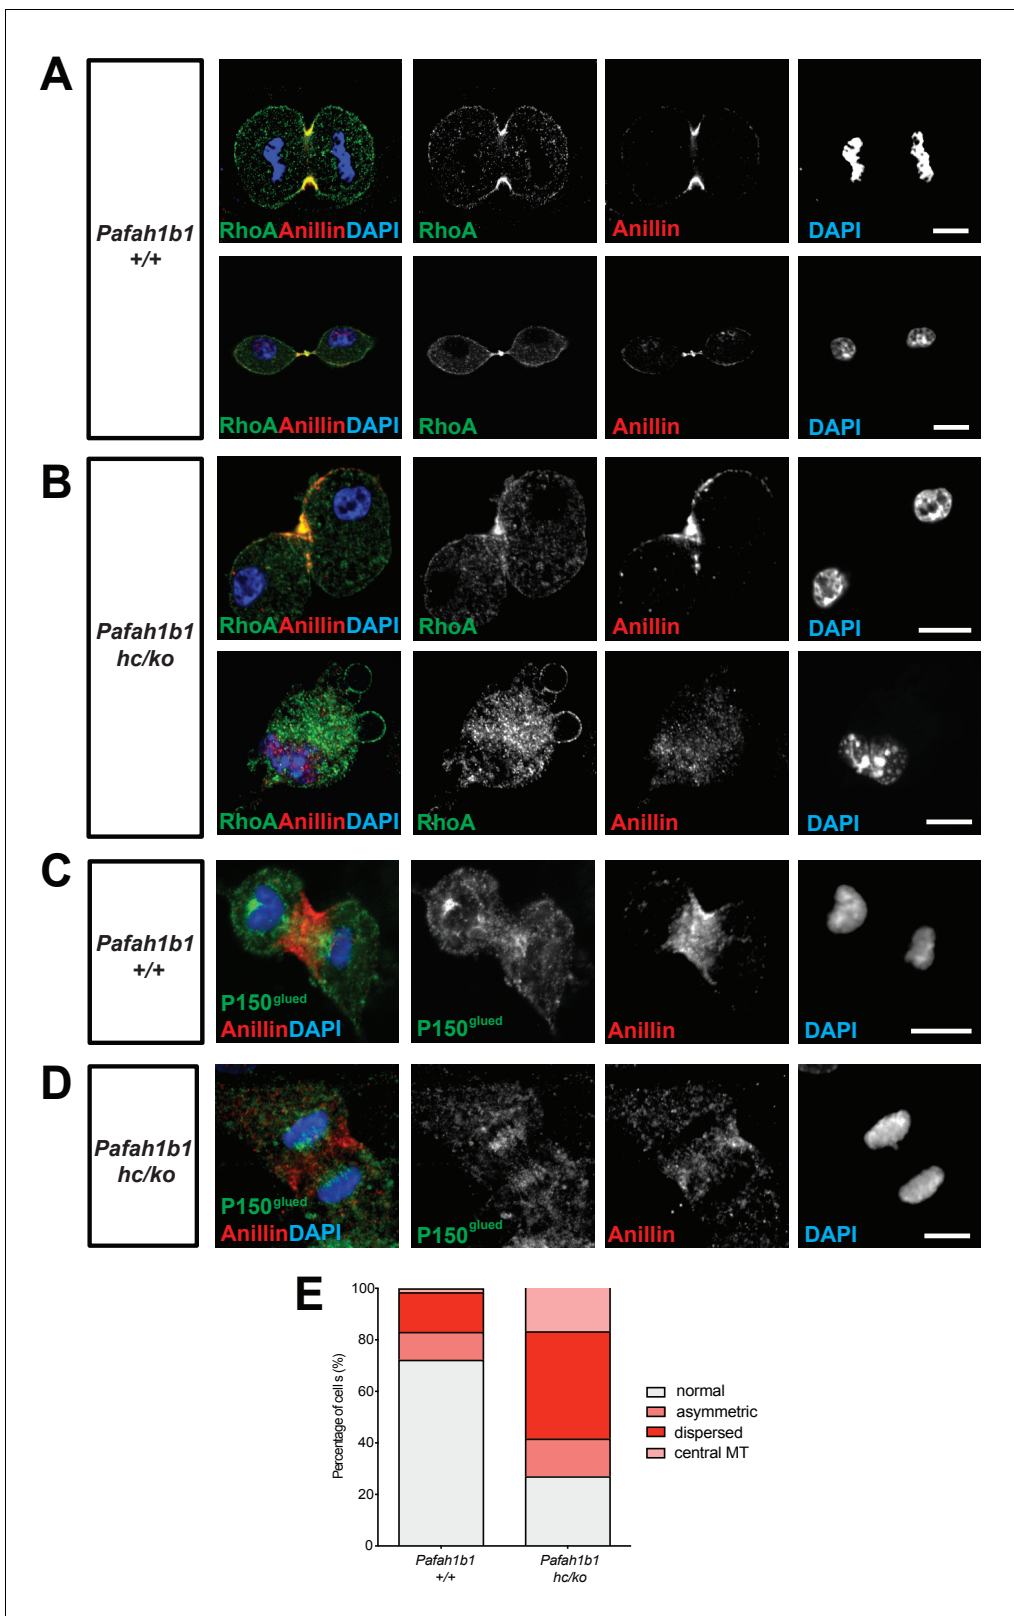 A
Pafah1b1
+/+
RhoAAnillinDAPI
RhoA
Anillin
DAPI
RhoAAnillinDAPI
RhoA
Anillin
DAPI
B
Pafah1b1
hc/ko
RhoAAnillinDAPI
RhoA
Anillin
DAPI
RhoAAnillinDAPI
RhoA
Anillin
DAPI
C
Pafah1b1
+/+
P150glued
AnillinDAPI
P150glued
Anillin
DAPI
D
Pafah1b1
hc/ko
P150glued
AnillinDAPI
P150glued
Anillin
DAPI
E
Percentage of cell s (%)
100
80
60
40
20
0
normal
asymmetric
dispersed
central MT
Pafah1b1
+/+
Pafah1b1
hc/ko